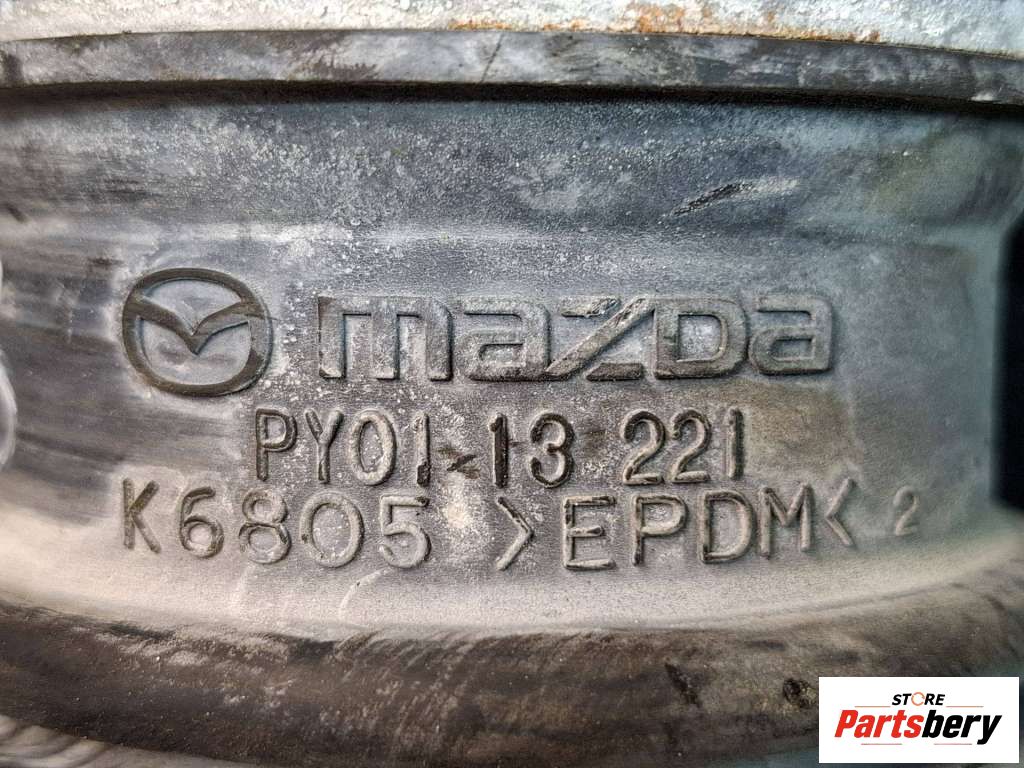 mazda
PY01-13 221
K6805 >EPDM< 2
STORE
Partsbery